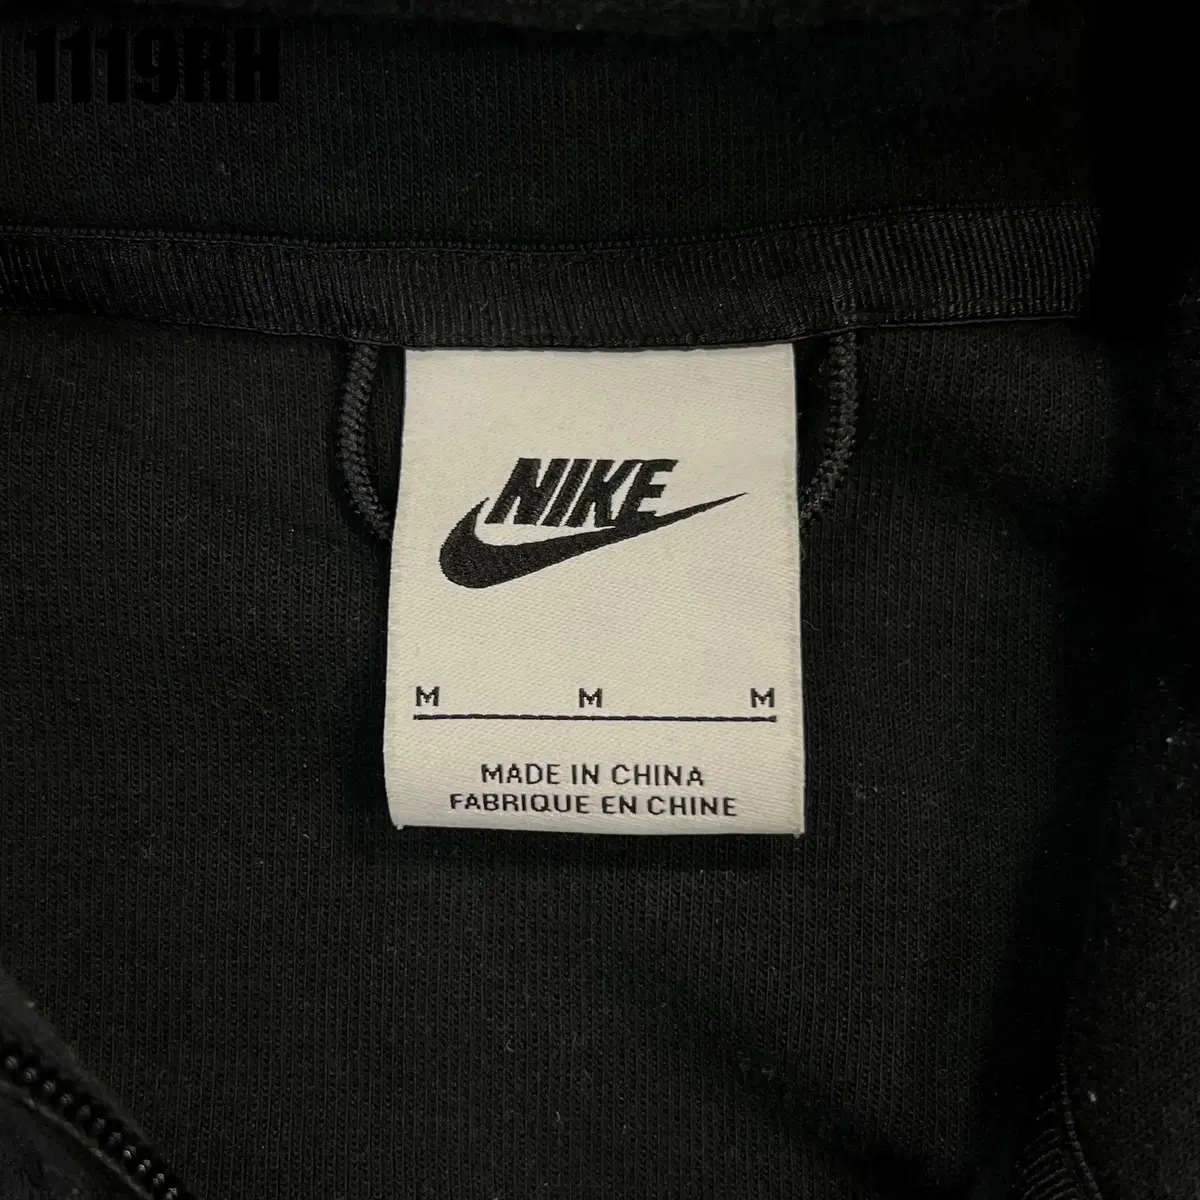 1119RH
NIKE
M M M
MADE IN CHINA
FABRIQUE EN CHINE